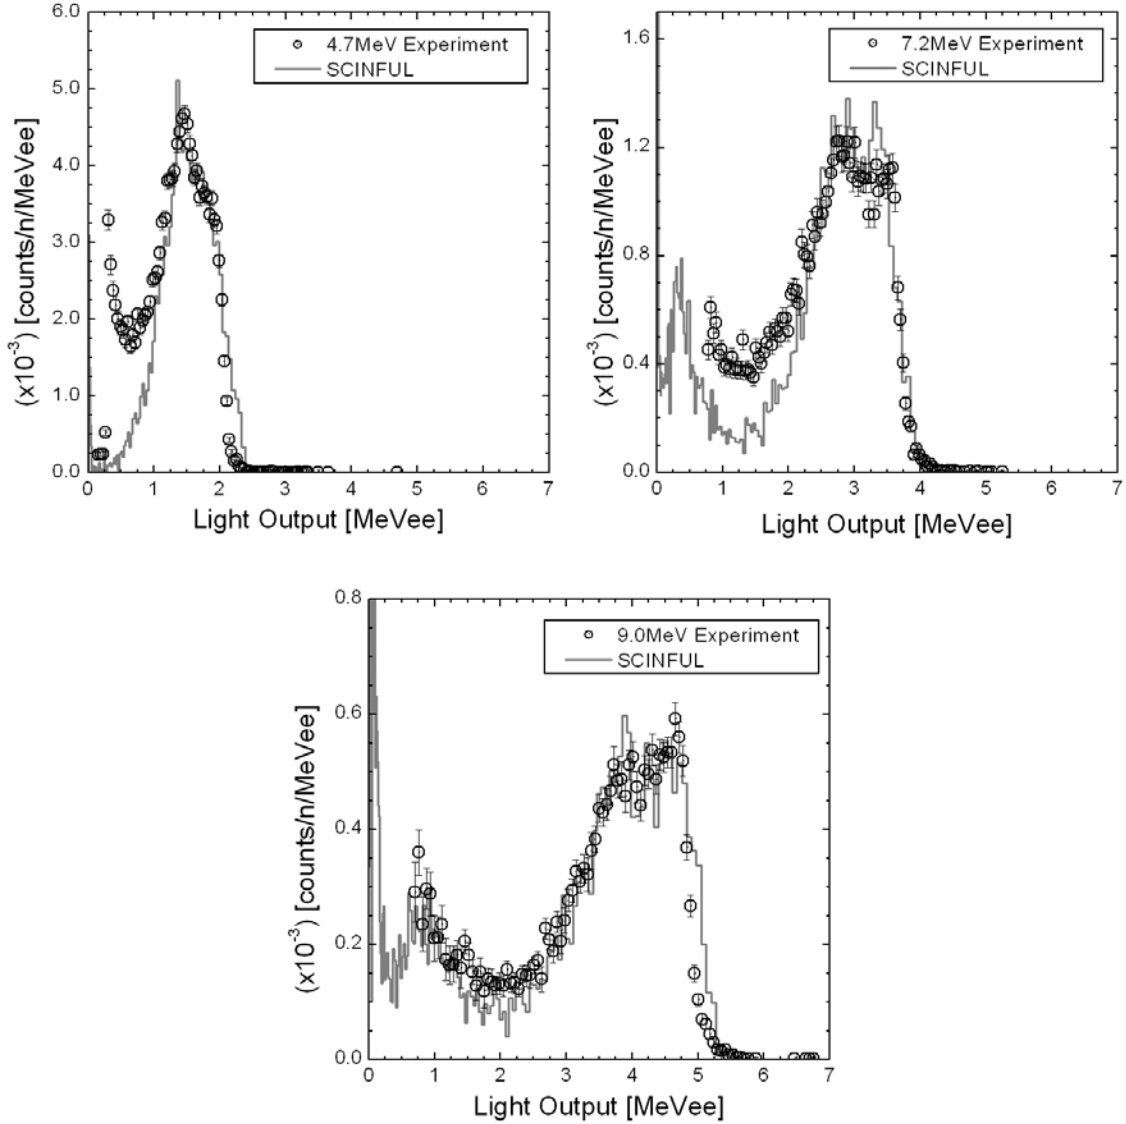 6.0
5.0
4.0
3.0
2.0
1.0
0.0
(x10⁻³) [counts/n/MeVee]
4.7MeV Experiment
SCINFUL
0 1 2 3 4 5 6 7
Light Output [MeVee]
1.6
1.2
0.8
0.4
0.0
(x10⁻³) [counts/n/MeVee]
7.2MeV Experiment
SCINFUL
0 1 2 3 4 5 6 7
Light Output [MeVee]
0.8
0.6
0.4
0.2
0.0
(x10⁻³) [counts/n/MeVee]
9.0MeV Experiment
SCINFUL
0 1 2 3 4 5 6 7
Light Output [MeVee]